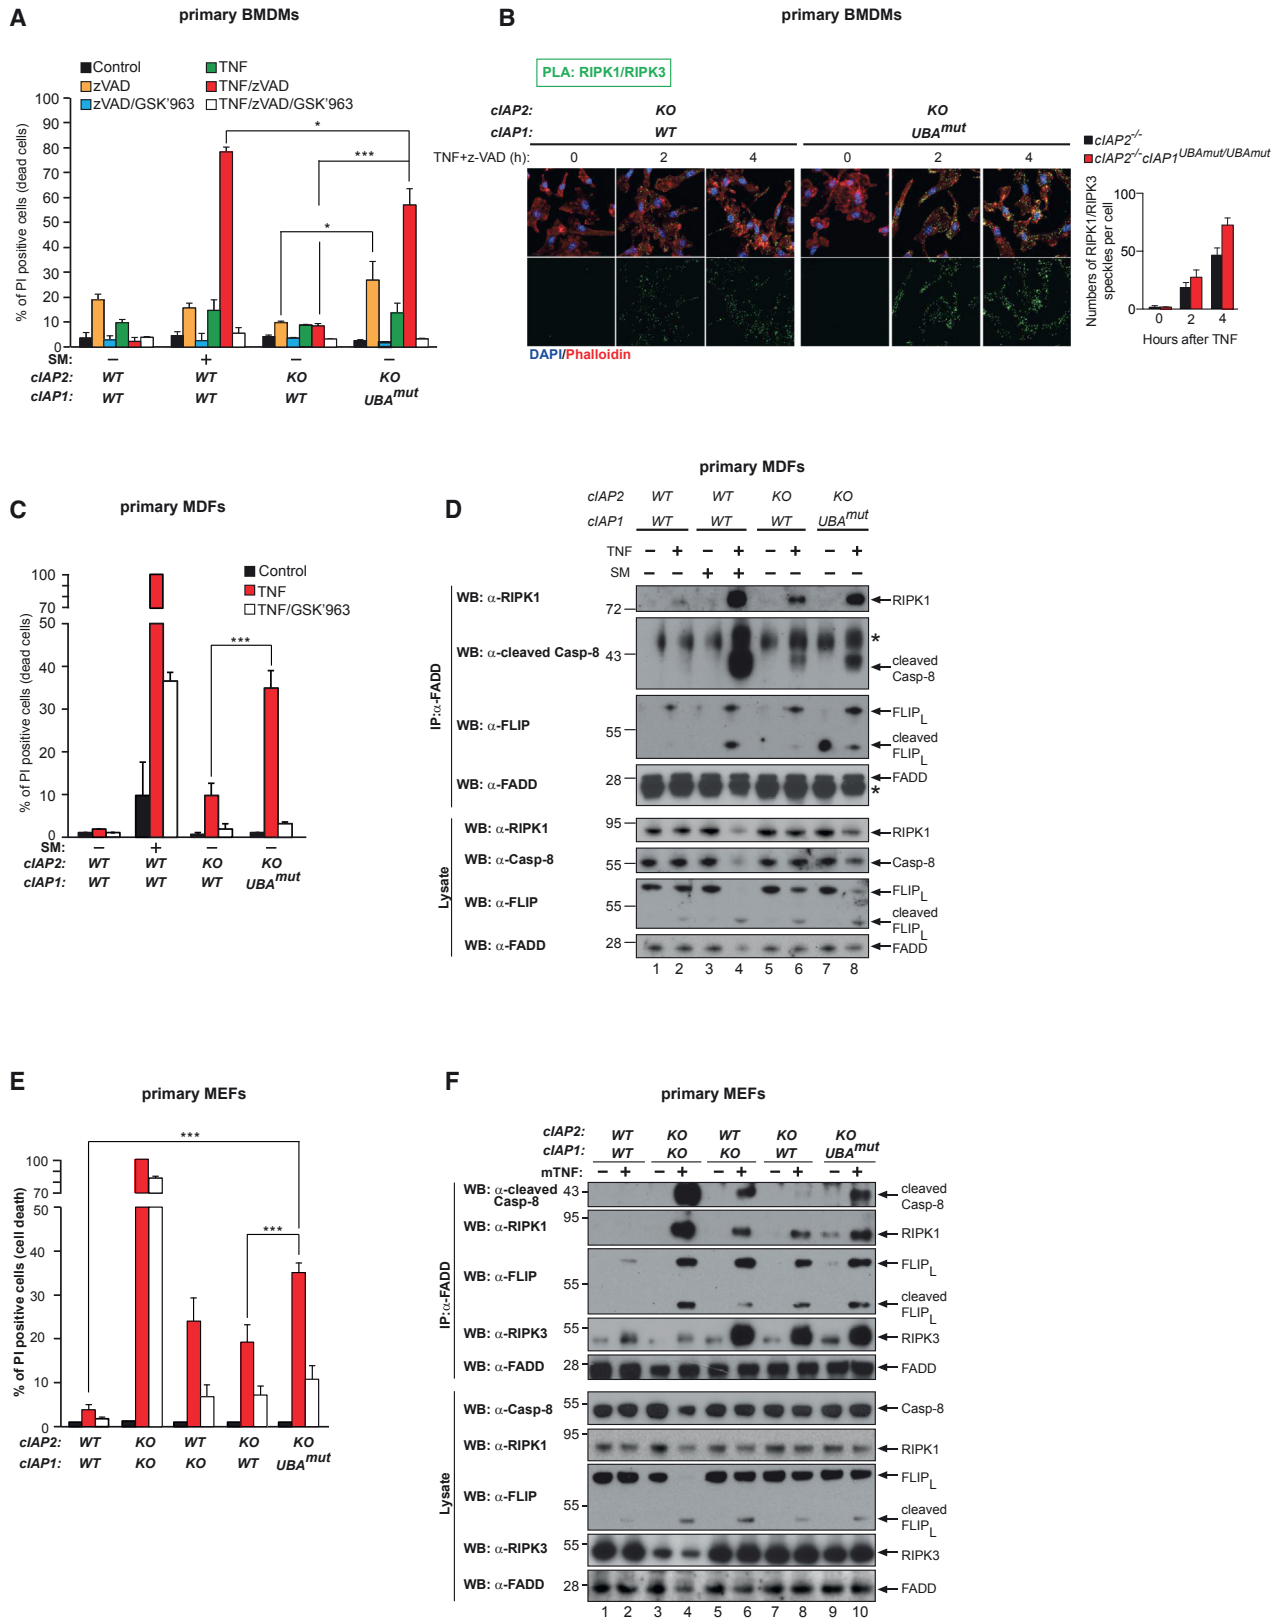 A
primary BMDMs
Control
TNF
zVAD
TNF/zVAD
zVAD/GSK'963
TNF/zVAD/GSK'963
% of PI positive cells (dead cells)
100
90
80
70
60
50
40
30
20
10
0
*
***
*
SM: – + – –
cIAP2: WT WT KO KO
cIAP1: WT WT WT UBAmut
B
primary BMDMs
PLA: RIPK1/RIPK3
cIAP2: KO KO
cIAP1: WT UBAmut
TNF+z-VAD (h): 0 2 4 0 2 4
DAPI/Phalloidin
cIAP2-/-
cIAP2-/-cIAP1UBAmut/UBAmut
Numbers of RIPK1/RIPK3
speckles per cell
100
50
0
0 2 4
Hours after TNF
C
primary MDFs
Control
TNF
TNF/GSK'963
% of PI positive cells (dead cells)
100
70
50
40
30
20
10
0
***
SM: – + – –
cIAP2: WT WT KO KO
cIAP1: WT WT WT UBAmut
D
primary MDFs
cIAP2 WT WT KO KO
cIAP1 WT WT WT UBAmut
TNF – + – + – + – +
SM – – + + – – – –
IP:α-FADD
WB: α-RIPK1 72 RIPK1
WB: α-cleaved Casp-8 43 * cleaved
Casp-8
WB: α-FLIP 55 FLIPL
cleaved
FLIPL
WB: α-FADD 28 FADD
*
Lysate
WB: α-RIPK1 95 RIPK1
WB: α-Casp-8 55 Casp-8
WB: α-FLIP 55 FLIPL
cleaved
FLIPL
WB: α-FADD 28 FADD
1 2 3 4 5 6 7 8
E
primary MEFs
% of PI positive cells (cell death)
100
70
50
40
30
20
10
0
***
***
cIAP2: WT KO WT KO KO
cIAP1: WT KO KO WT UBAmut
F
primary MEFs
cIAP2: WT KO WT KO KO
cIAP1: WT KO KO WT UBAmut
mTNF: – + – + – + – + – +
IP:α-FADD
WB: α-cleaved 43 cleaved
Casp-8 Casp-8
WB: α-RIPK1 95 RIPK1
WB: α-FLIP 55 FLIPL
cleaved
FLIPL
WB: α-RIPK3 55 RIPK3
WB: α-FADD 28 FADD
Lysate
WB: α-Casp-8 55 Casp-8
WB: α-RIPK1 95 RIPK1
WB: α-FLIP 55 FLIPL
cleaved
FLIPL
WB: α-RIPK3 55 RIPK3
WB: α-FADD 28 FADD
1 2 3 4 5 6 7 8 9 10